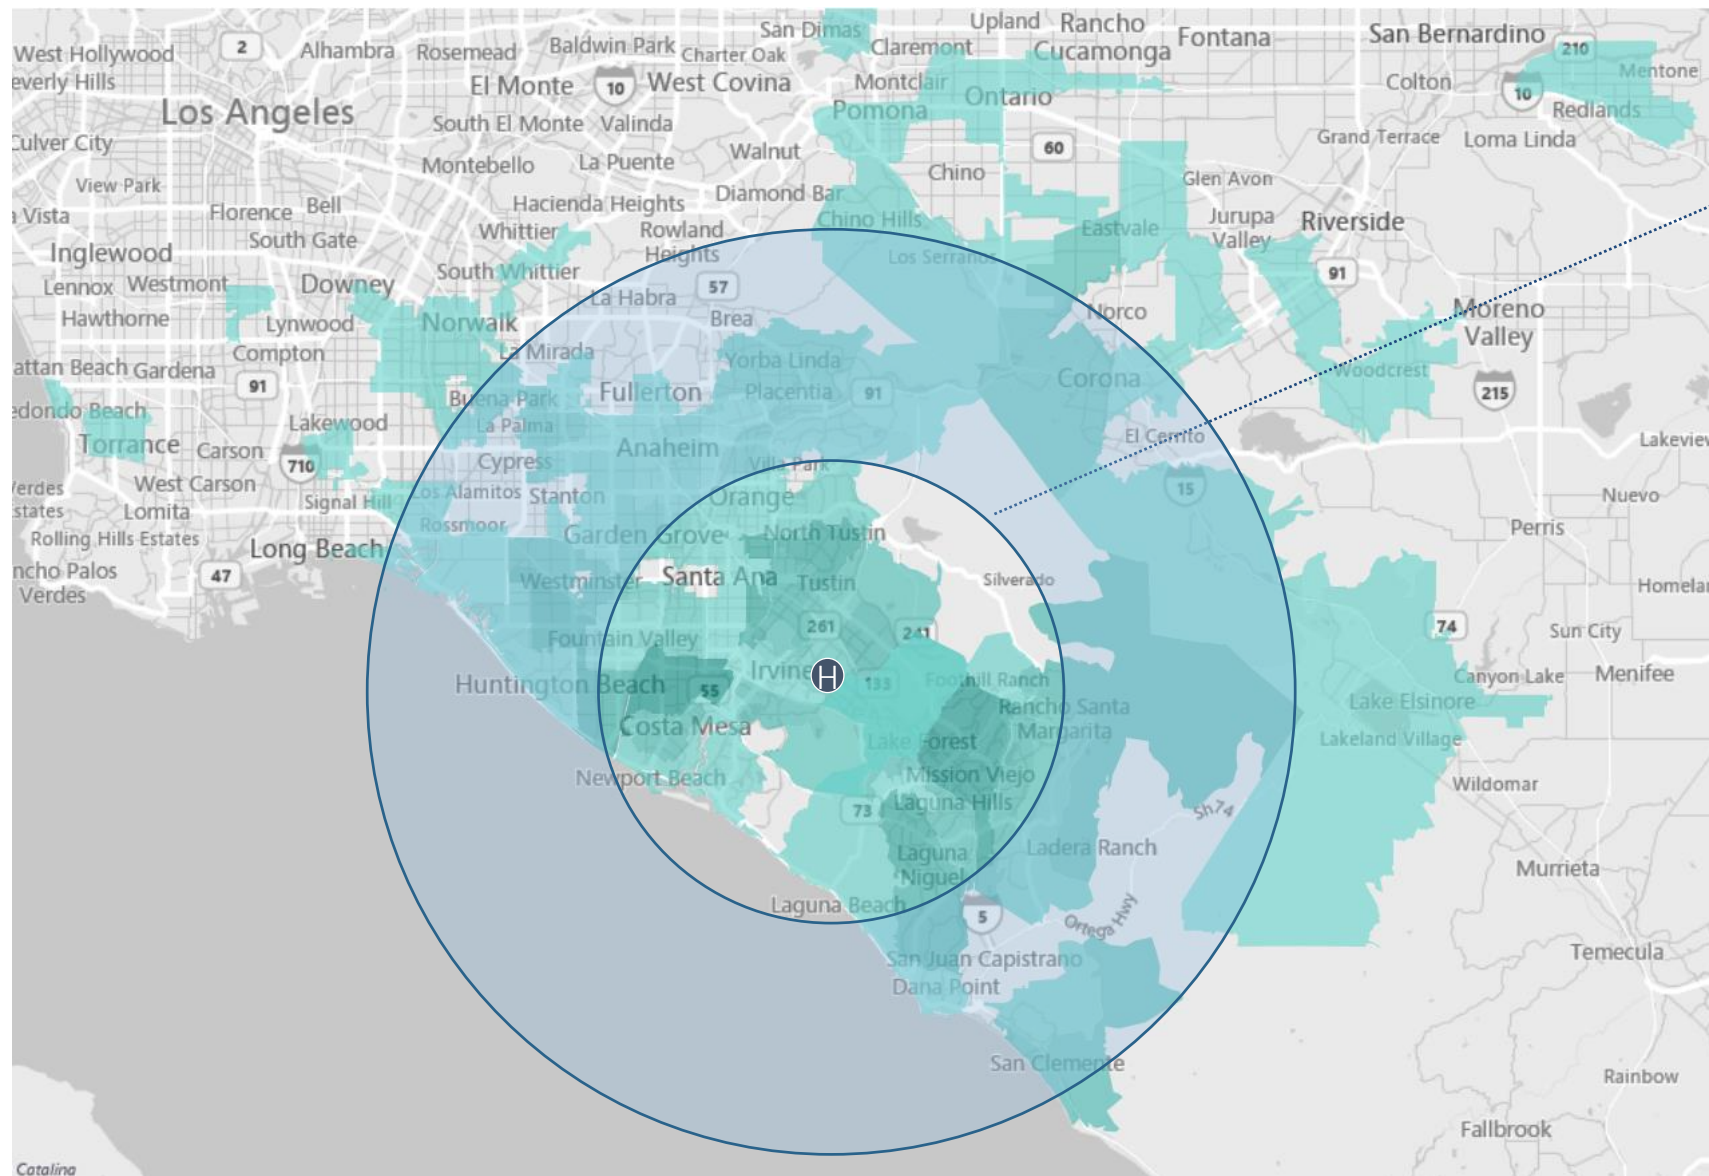 San Dimas
Upland
Rancho
Cucamonga
Fontana
San Bernardino
210
West Hollywood
2
Alhambra
Rosemead
Baldwin Park
Charter Oak
Claremont
everly Hills
El Monte
10
West Covina
Montclair
Ontario
Colton
10
Mentone
Redlands
Los Angeles
Pomona
South El Monte
Valinda
Grand Terrace
Loma Linda
Culver City
Montebello
La Puente
Walnut
60
Chino
Glen Avon
View Park
Diamond Bar
a Vista
Florence
Bell
Hacienda Heights
Chino Hills
Jurupa
Valley
Riverside
South Gate
Whittier
Rowland
Heights
Eastvale
Inglewood
Los Serranos
South Whittier
91
Lennox
Westmont
Downey
La Habra
57
Hawthorne
Lynwood
Norwalk
Brea
Norco
Moreno
Valley
Compton
La Mirada
Yorba Linda
attan Beach
Gardena
91
Fullerton
Placentia
91
Corona
Woodcrest
215
edondo Beach
Buena Park
Lakewood
La Palma
Torrance
Carson
Anaheim
El Cerrito
Lakeview
710
Cypress
Villa Park
West Carson
Los Alamitos
Stanton
15
Verdes
states
Signal Hill
Orange
Nuevo
Lomita
Rossmoor
Perris
Rolling Hills Estates
Garden Grove
North Tustin
Long Beach
ncho Palos
Verdes
47
Westminster
Santa Ana
Tustin
Silverado
Homelan
261
241
74
Sun City
Fountain Valley
Irvine
H
133
Foothill Ranch
Canyon Lake
Menifee
Huntington Beach
55
Rancho Santa
Margarita
Lake Elsinore
Costa Mesa
Lake Forest
Lakeland Village
Newport Beach
Mission Viejo
Wildomar
Laguna Hills
73
Sh 74
Laguna
Niguel
Ladera Ranch
Murrieta
Laguna Beach
5
Ortega Hwy
San Juan Capistrano
Temecula
Dana Point
San Clemente
Rainbow
Fallbrook
Catalina